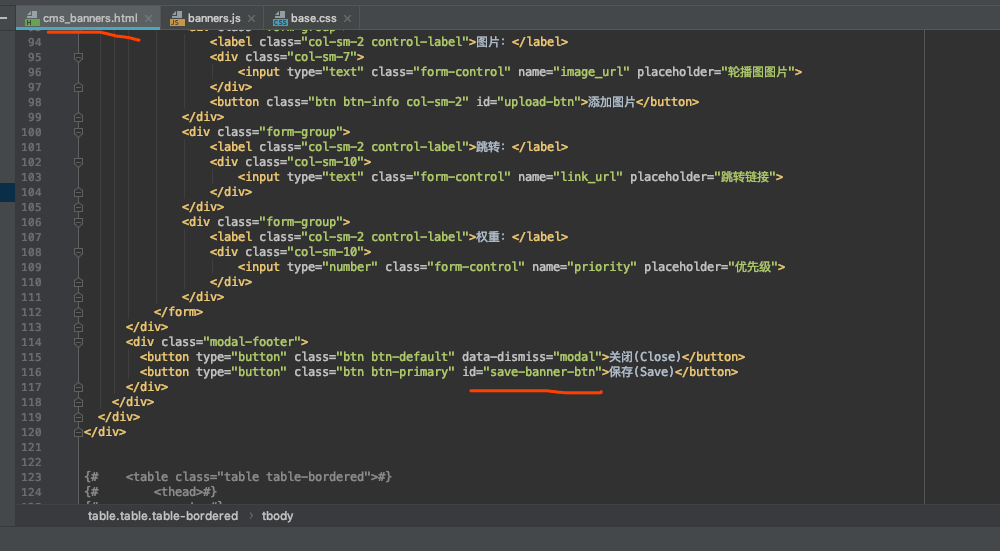 cms_banners.html banners.js base.css
94 <label class="col-sm-2 control-label">图片：</label>
95 <div class="col-sm-7">
96 <input type="text" class="form-control" name="image_url" placeholder="轮播图图片">
97 </div>
98 <button class="btn btn-info col-sm-2" id="upload-btn">添加图片</button>
99 </div>
100 <div class="form-group">
101 <label class="col-sm-2 control-label">跳转：</label>
102 <div class="col-sm-10">
103 <input type="text" class="form-control" name="link_url" placeholder="跳转链接">
104 </div>
105 </div>
106 <div class="form-group">
107 <label class="col-sm-2 control-label">权重：</label>
108 <div class="col-sm-10">
109 <input type="number" class="form-control" name="priority" placeholder="优先级">
110 </div>
111 </div>
112 </form>
113 </div>
114 <div class="modal-footer">
115 <button type="button" class="btn btn-default" data-dismiss="modal">关闭(Close)</button>
116 <button type="button" class="btn btn-primary" id="save-banner-btn">保存(Save)</button>
117 </div>
118 </div>
119 </div>
120 </div>
121
122
123 {# <table class="table table-bordered">#}
124 {# <thead>#}
table.table.table-bordered › tbody